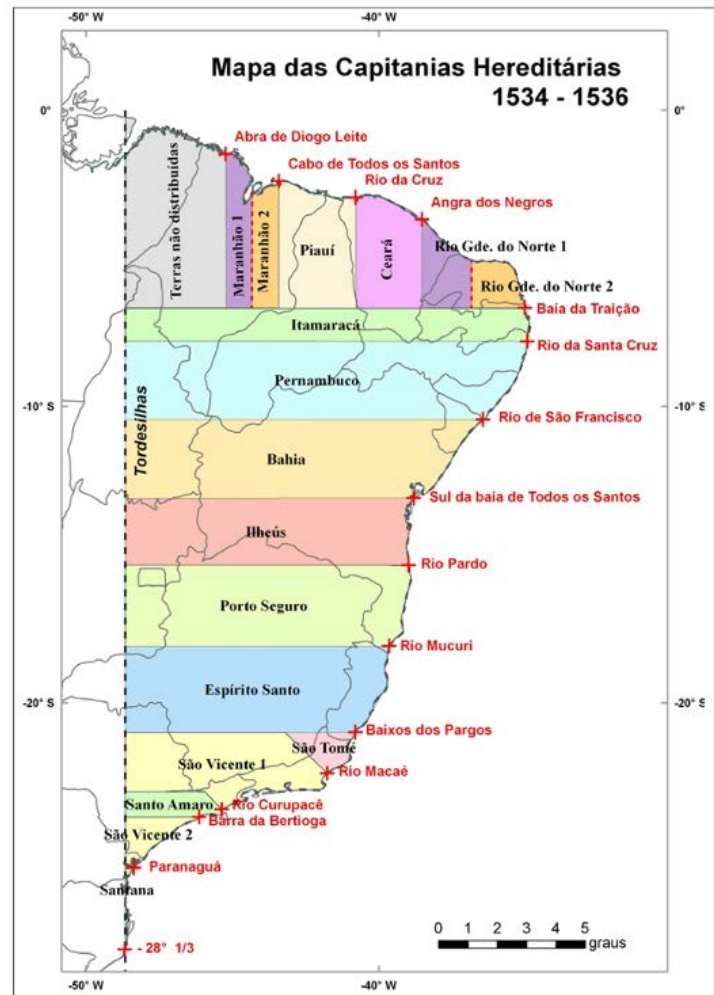 -50° W
-40° W
Mapa das Capitanias Hereditárias
1534 - 1536
0°
0°
Abra de Diogo Leite
Cabo de Todos os Santos
Rio da Cruz
Angra dos Negros
Terras não distribuídas
Maranhão 1
Maranhão 2
Piauí
Ceará
Rio Gde. do Norte 1
Rio Gde. do Norte 2
Baía da Traição
Itamaracá
Rio da Santa Cruz
Pernambuco
-10° S
Rio de São Francisco
-10° S
Tordesilhas
Bahia
Sul da baia de Todos os Santos
Ilheús
Rio Pardo
Porto Seguro
Rio Mucuri
Espírito Santo
-20° S
-20° S
Baixos dos Pargos
São Tomé
São Vicente 1
Rio Macaé
Santo Amaro
Rio Curupacê
Barra da Bertioga
São Vicente 2
Paranaguá
Santana
- 28° 1/3
0 1 2 3 4 5
graus
-50° W
-40° W